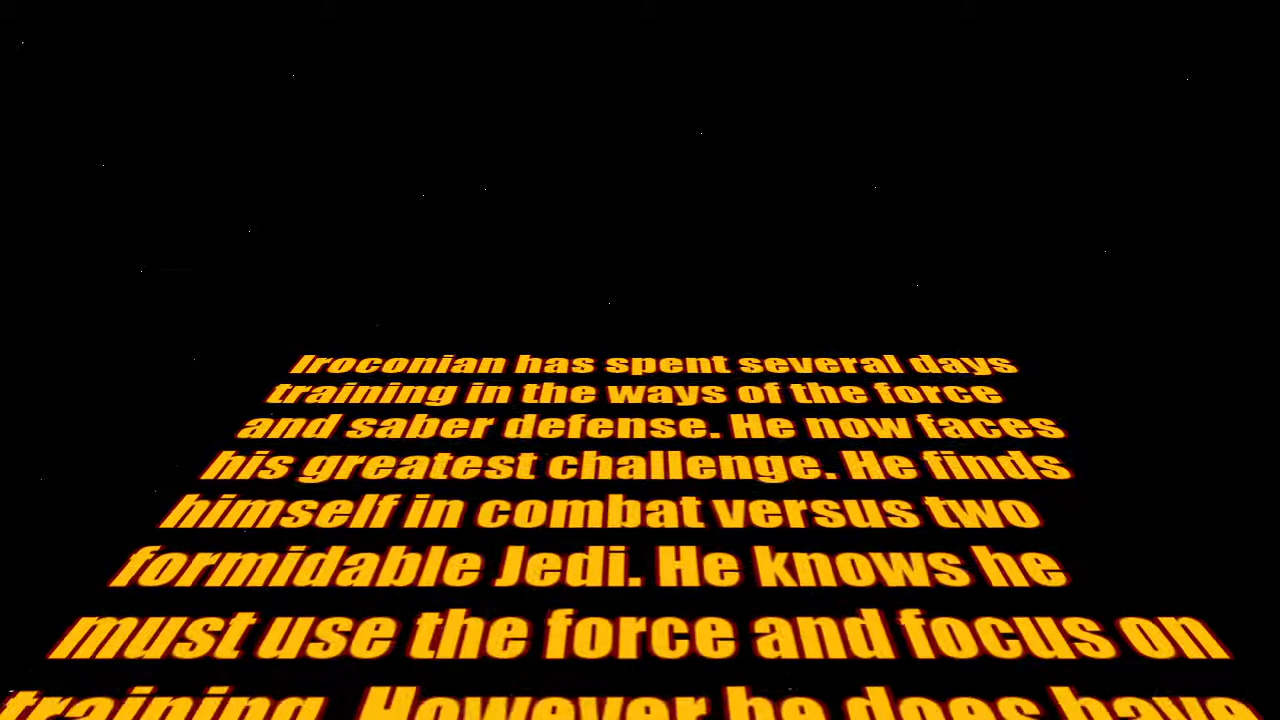 Iroconian has spent several days
training in the ways of the force
and saber defense. He now faces
his greatest challenge. He finds
himself in combat versus two
formidable Jedi. He knows he
must use the force and focus on
training. However he does have